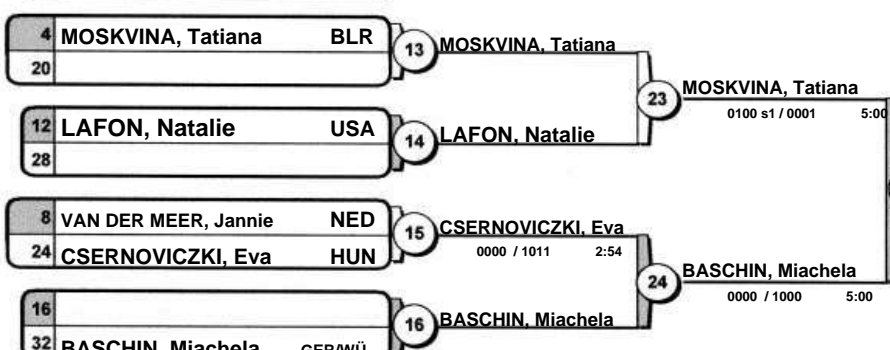 4 MOSKVINA, Tatiana BLR
20
13 MOSKVINA, Tatiana
12 LAFON, Natalie USA
28
14 LAFON, Natalie
23 MOSKVINA, Tatiana
0100 s1 / 0001 5:00
8 VAN DER MEER, Jannie NED
24 CSERNOVICZKI, Eva HUN
15 CSERNOVICZKI, Eva
0000 / 1011 2:54
16
32 BASCHIN, Miachela GER/WÜ
16 BASCHIN, Miachela
24 BASCHIN, Miachela
0000 / 1000 5:00